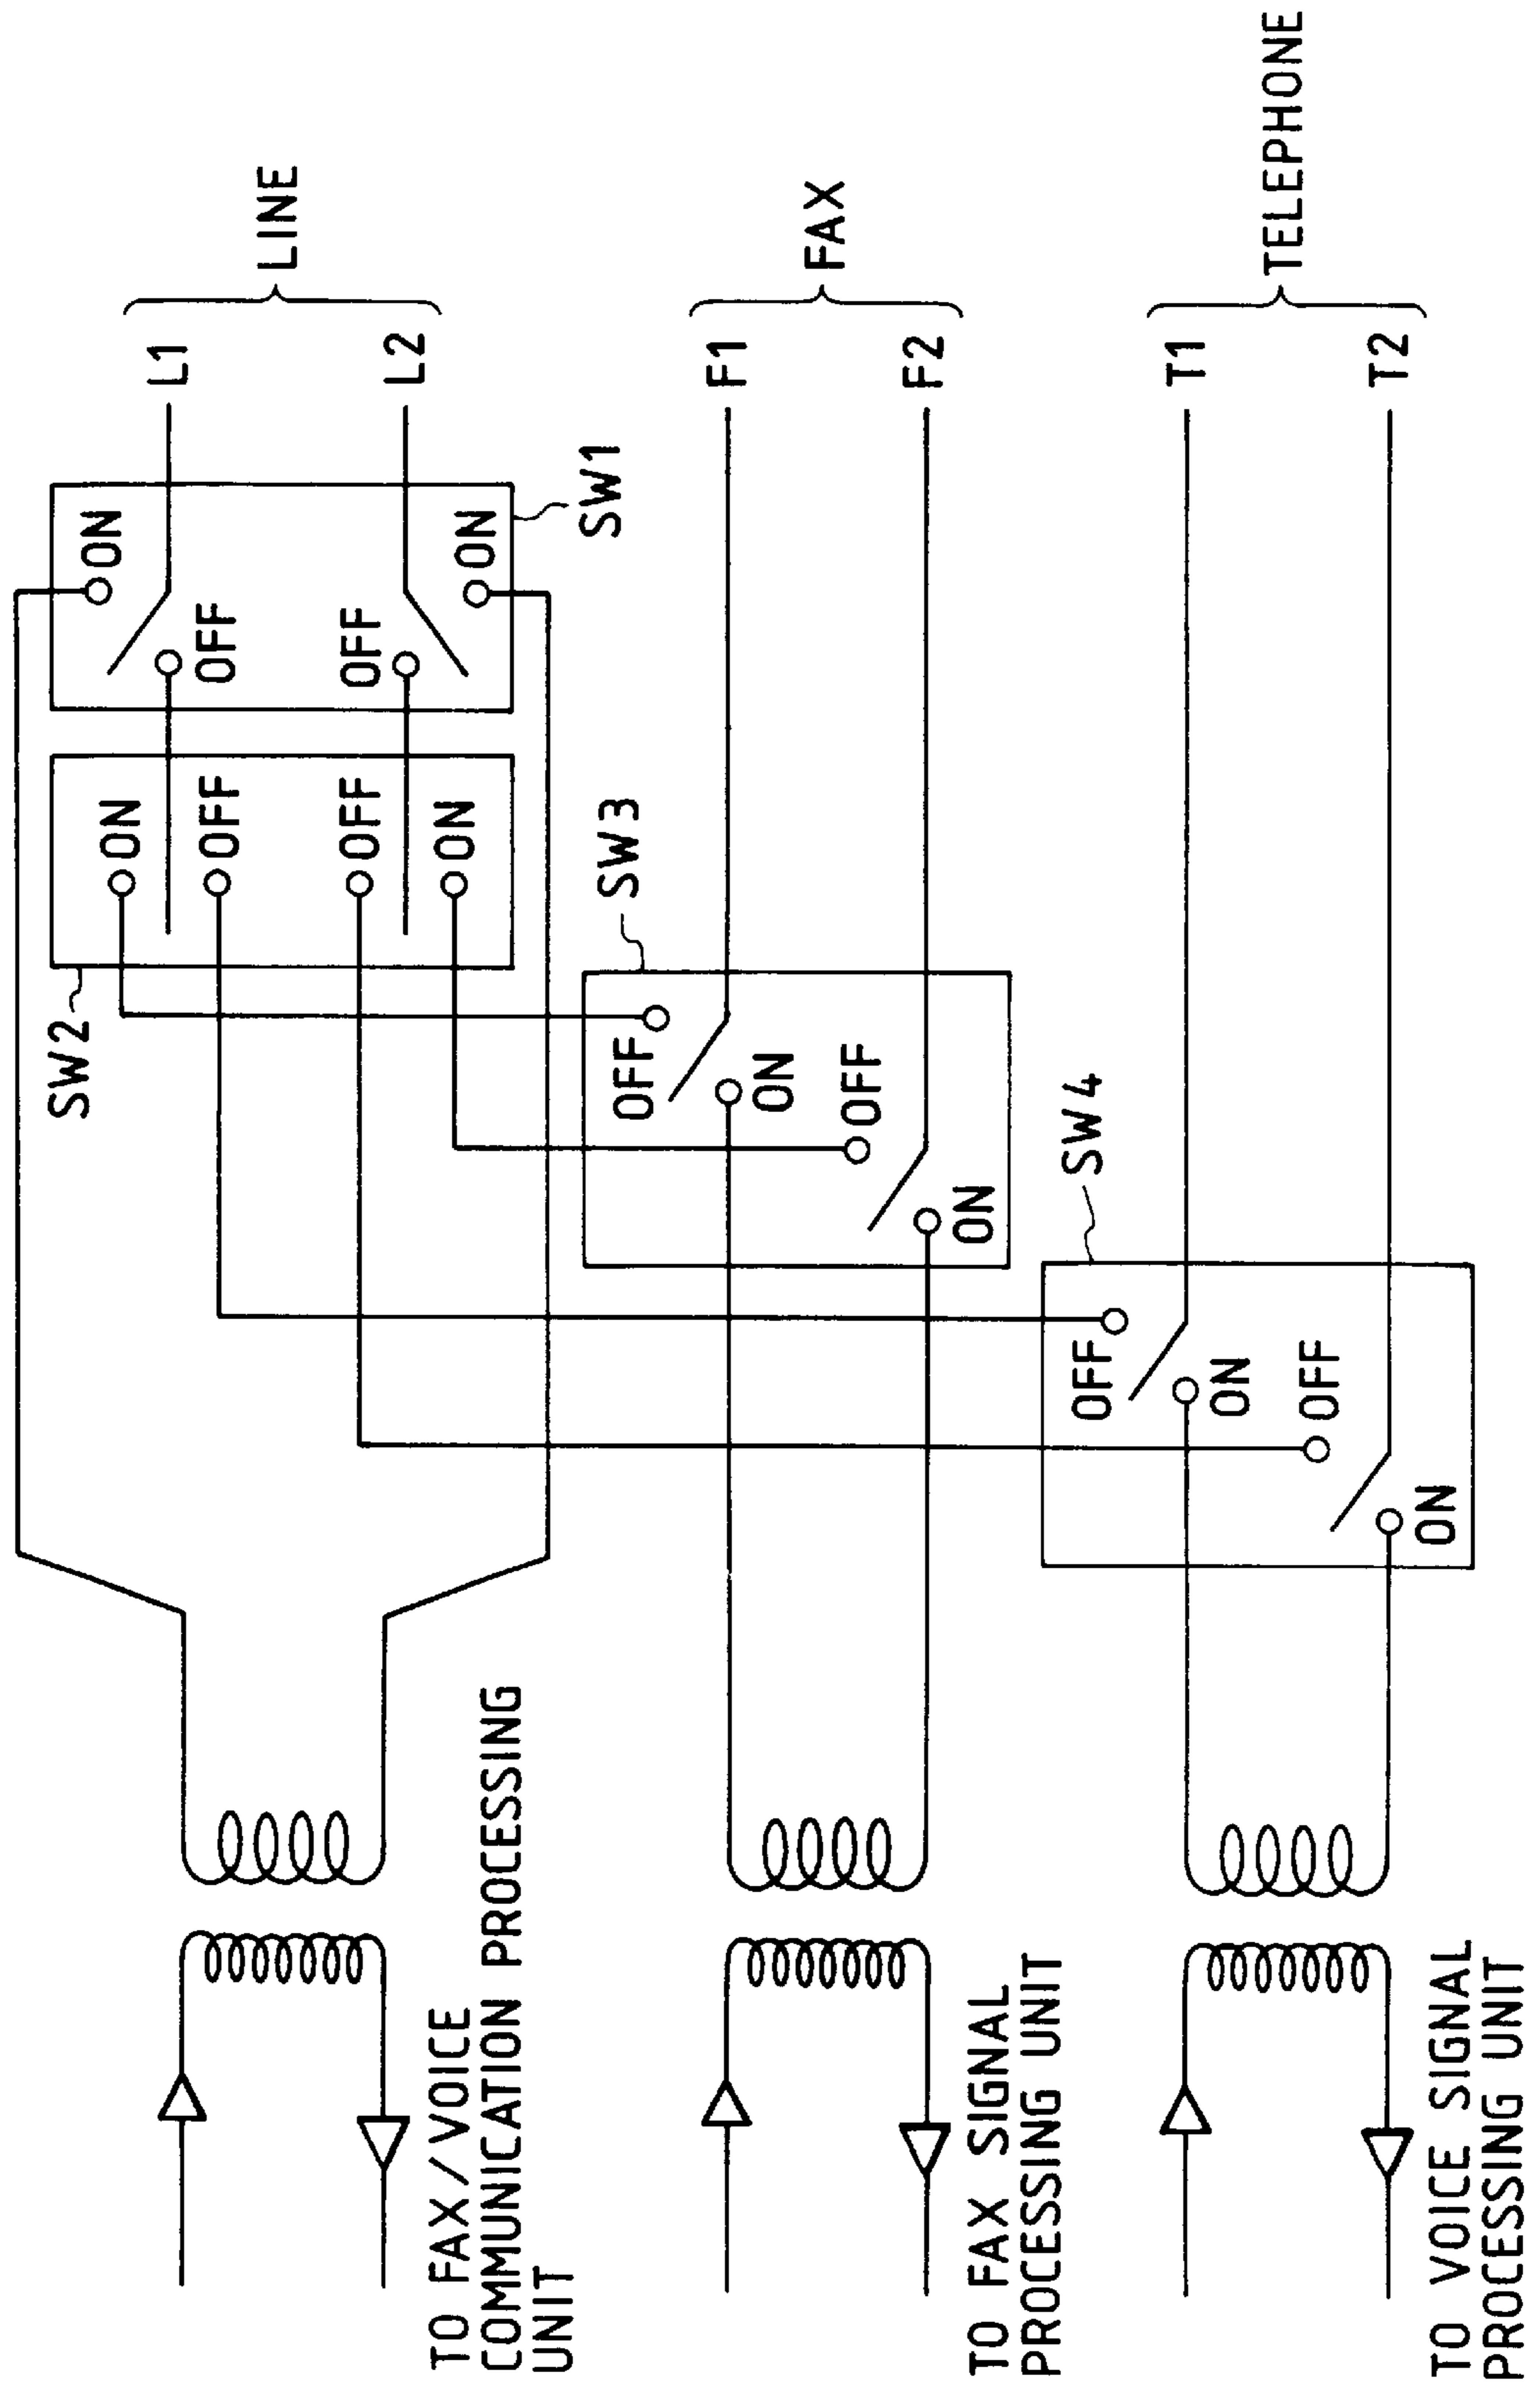 LINE
L1
L2
ON
OFF
OFF
ON
SW1
ON
OFF
OFF
ON
SW2
FAX
F1
F2
SW3
OFF
ON
OFF
ON
TELEPHONE
T1
T2
SW4
OFF
ON
OFF
ON
TO FAX/VOICE
COMMUNICATION PROCESSING
UNIT
TO FAX SIGNAL
PROCESSING UNIT
TO VOICE SIGNAL
PROCESSING UNIT